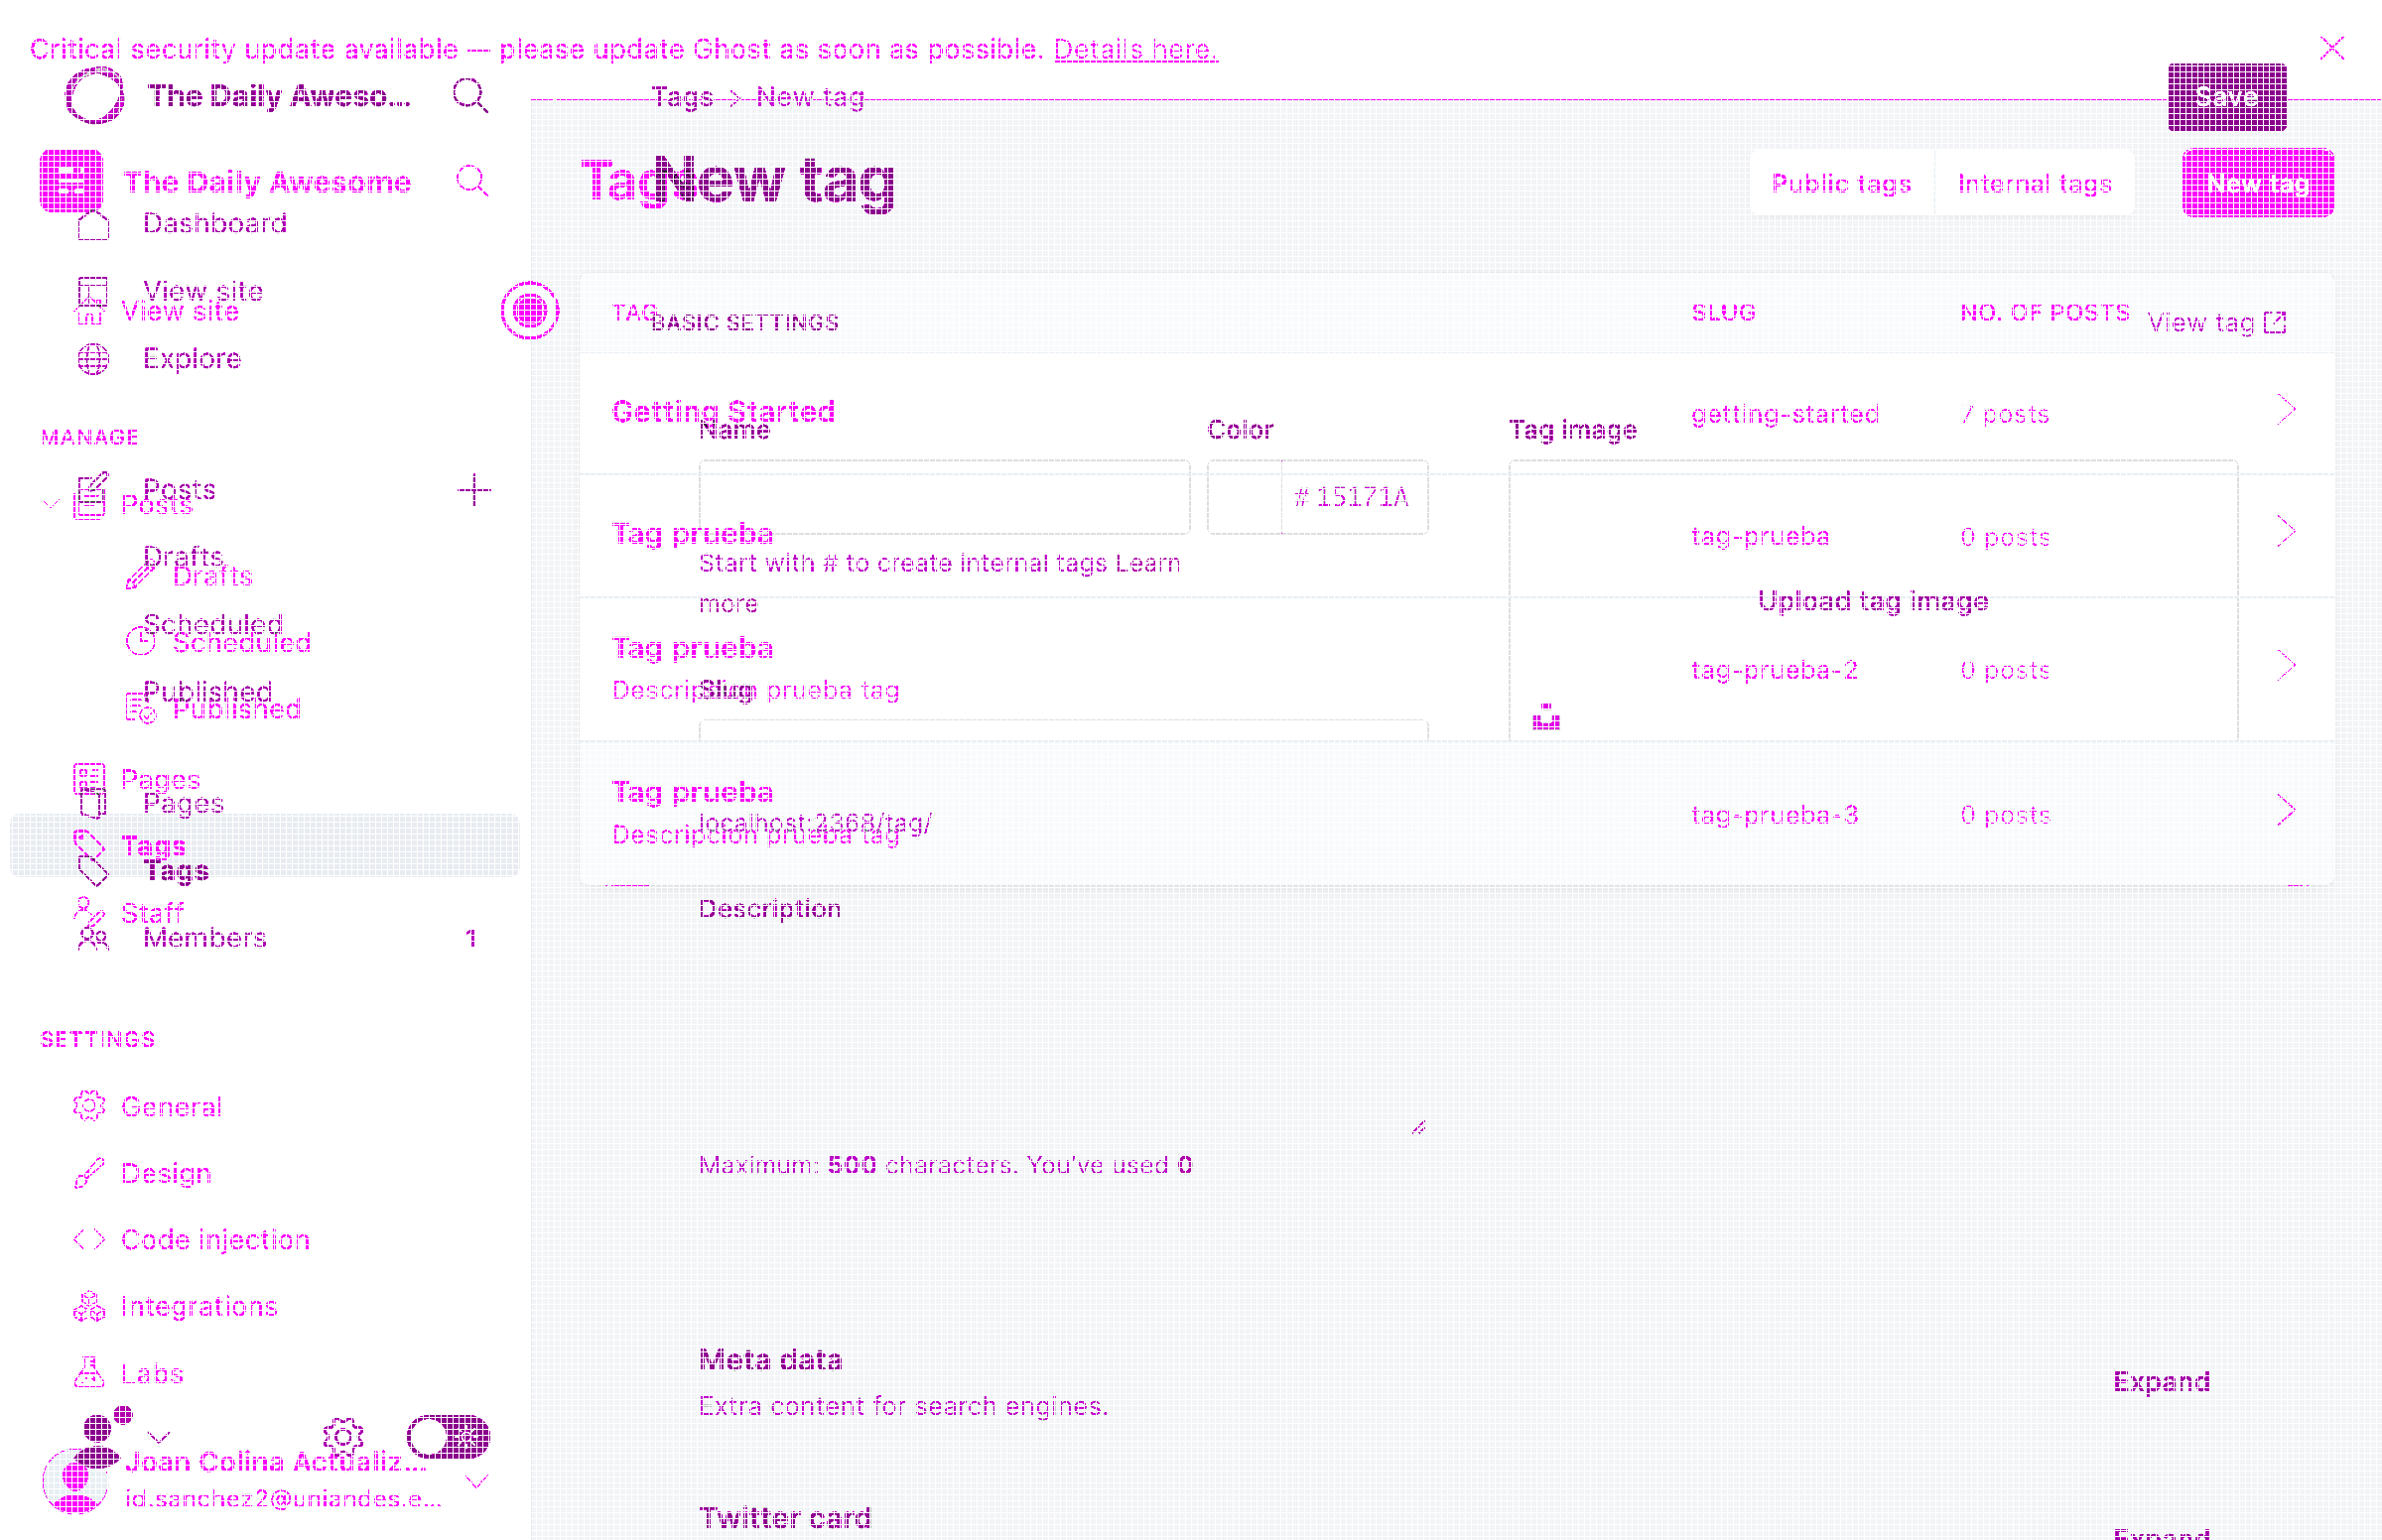 Critical security update available — please update Ghost as soon as possible. Details here.
The Daily Aweso...
Tags > New tag
Save
The Daily Awesome
Tags
New tag
Public tags
Internal tags
New tag
Dashboard
View site
View site
TAG
SLUG
NO. OF POSTS
BASIC SETTINGS
View tag
Explore
Getting Started
getting-started
7 posts
MANAGE
Name
Color
Tag image
Posts
Posts
# 15171A
Tag prueba
tag-prueba
0 posts
Drafts
Drafts
Start with # to create internal tags Learn
more
Upload tag image
Scheduled
Scheduled
Tag prueba
tag-prueba-2
0 posts
Description prueba tag
Slug
Published
Published
Pages
Pages
Tag prueba
tag-prueba-3
0 posts
localhost:2368/tag/
Descripcion prueba tag
Tags
Tags
Staff
Description
Members
1
SETTINGS
General
Maximum: 500 characters. You've used 0
Design
Code injection
Integrations
Meta data
Labs
Expand
Extra content for search engines.
Joan Colina Actualiz...
id.sanchez2@uniandes.e...
Twitter card
Expand